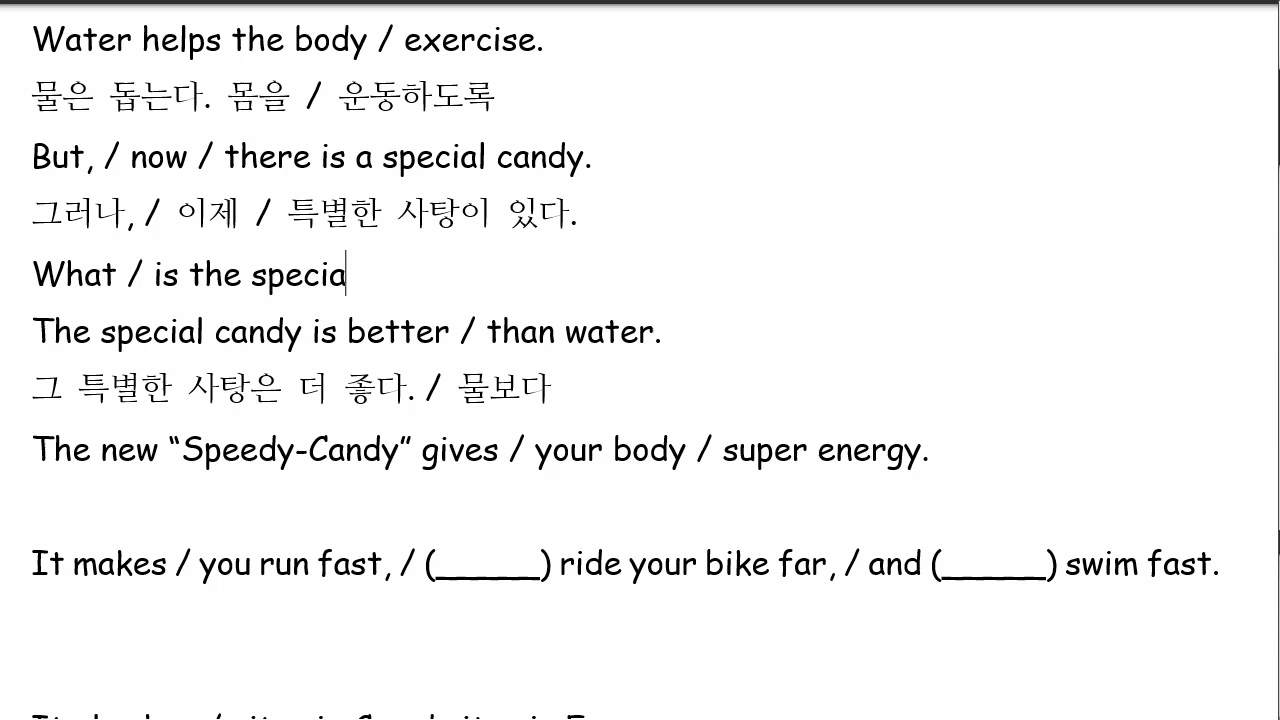 Water helps the body / exercise.
물은 돕는다. 몸을 / 운동하도록
But, / now / there is a special candy.
그러나, / 이제 / 특별한 사탕이 있다.
What / is the specia
The special candy is better / than water.
그 특별한 사탕은 더 좋다. / 물보다
The new “Speedy-Candy” gives / your body / super energy.
It makes / you run fast, / (_____) ride your bike far, / and (_____) swim fast.